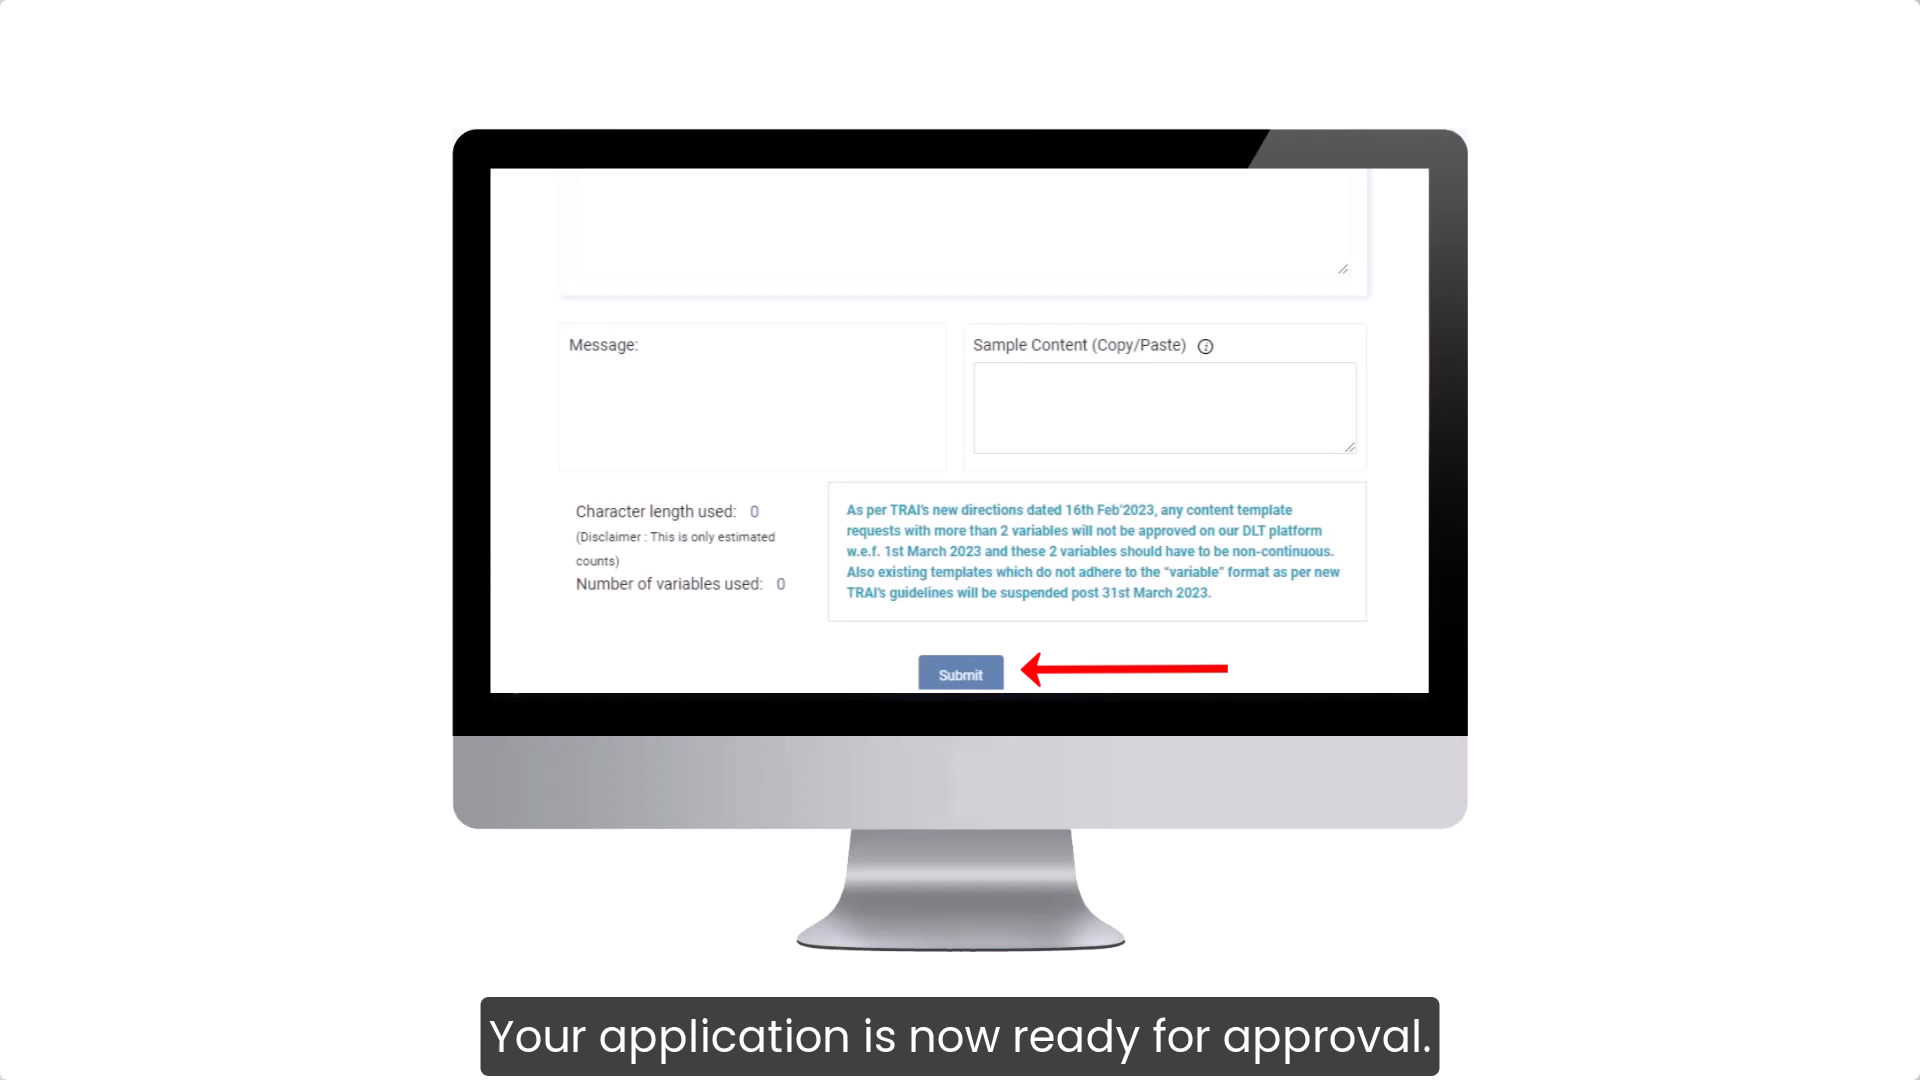 Message:
Sample Content (Copy/Paste)
Character length used: 0
(Disclaimer : This is only estimated
counts)
Number of variables used: 0
As per TRAI's new directions dated 16th Feb'2023, any content template
requests with more than 2 variables will not be approved on our DLT platform
w.e.f. 1st March 2023 and these 2 variables should have to be non-continuous.
Also existing templates which do not adhere to the “variable” format as per new
TRAI's guidelines will be suspended post 31st March 2023.
Submit
Your application is now ready for approval.